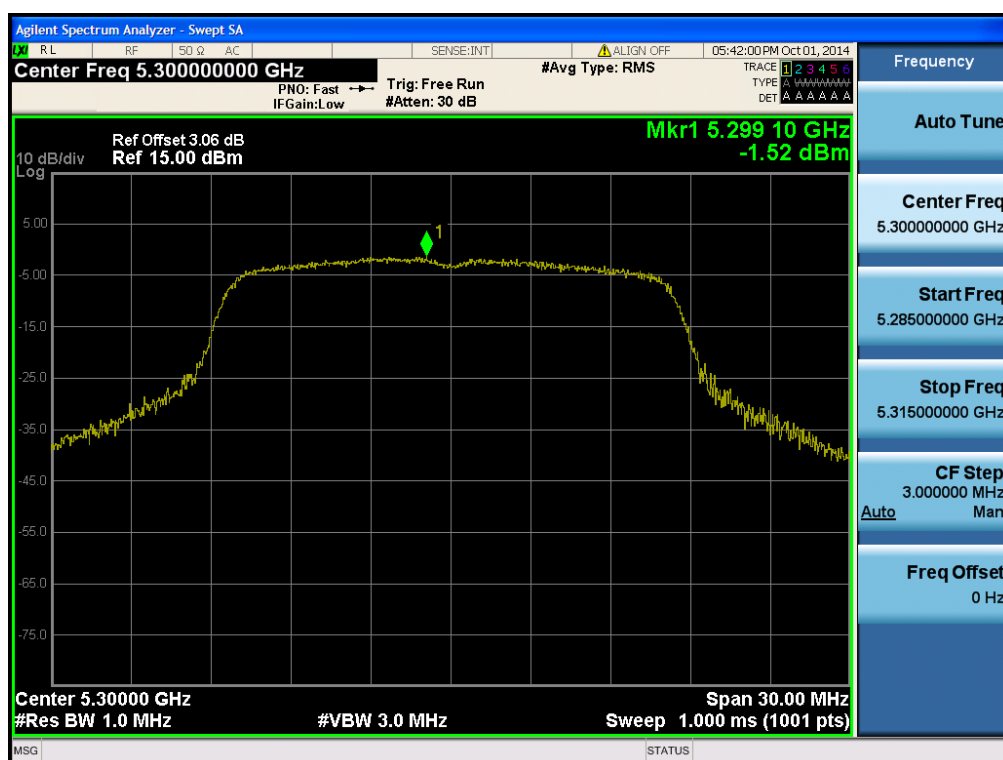 Agilent Spectrum Analyzer - Swept SA
LXI RL RF 50 Ω AC SENSE:INT ALIGN OFF 05:42:00 PM Oct 01, 2014
Center Freq 5.300000000 GHz
PNO: Fast
IFGain:Low
Trig: Free Run
#Atten: 30 dB
#Avg Type: RMS
TRACE 1 2 3 4 5 6
TYPE A WWWWW
DET A A A A A A
Mkr1 5.299 10 GHz
-1.52 dBm
Ref Offset 3.06 dB
10 dB/div Ref 15.00 dBm
Log
1
5.00
-5.00
-15.0
-25.0
-35.0
-45.0
-55.0
-65.0
-75.0
Center 5.30000 GHz Span 30.00 MHz
#Res BW 1.0 MHz #VBW 3.0 MHz Sweep 1.000 ms (1001 pts)
MSG STATUS
Frequency
Auto Tune
Center Freq
5.300000000 GHz
Start Freq
5.285000000 GHz
Stop Freq
5.315000000 GHz
CF Step
3.000000 MHz
Auto Man
Freq Offset
0 Hz